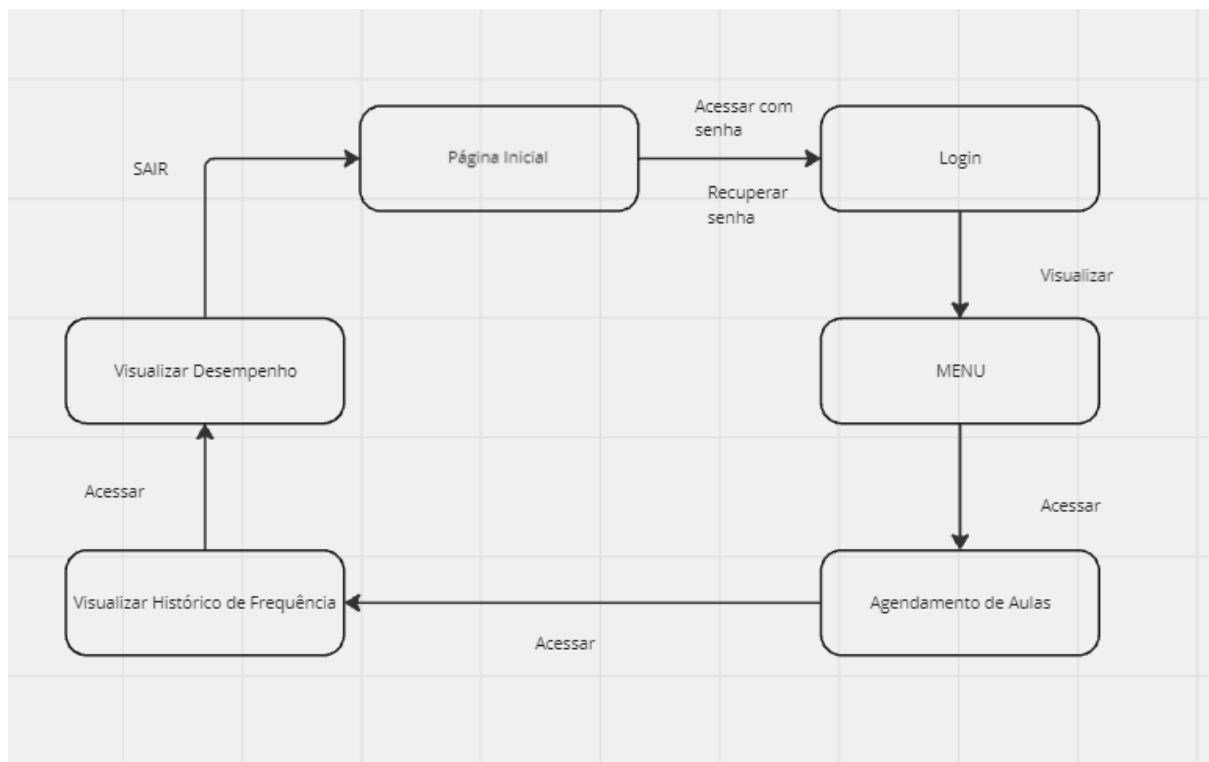 Acessar com
senha
Página Inicial
Login
SAIR
Recuperar
senha
Visualizar
Visualizar Desempenho
MENU
Acessar
Acessar
Visualizar Histórico de Frequência
Agendamento de Aulas
Acessar